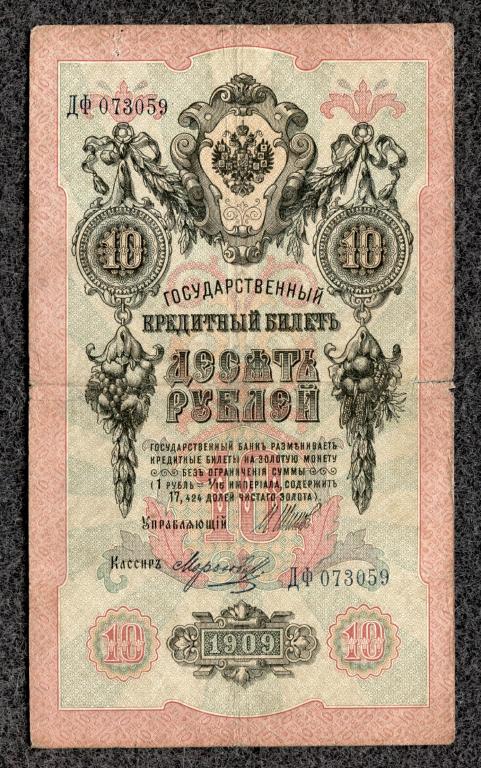 ДФ 073059
10 10
ГОСУДАРСТВЕННЫЙ
КРЕДИТНЫЙ БИЛЕТЪ
ДЕСЯТЬ
РУБЛЕЙ
ГОСУДАРСТВЕННЫЙ БАНКЪ РАЗМѢНИВАЕТЪ
КРЕДИТНЫЕ БИЛЕТЫ НА ЗОЛОТУЮ МОНЕТУ
БЕЗЪ ОГРАНИЧЕНІЯ СУММЫ
(1 РУБЛЬ = 1/15 ИМПЕРІАЛА, СОДЕРЖИТЪ
17,424 ДОЛЕЙ ЧИСТАГО ЗОЛОТА).
10
УПРАВЛЯЮЩІЙ
КАССИРЪ
ДФ 073059
10 1909 10